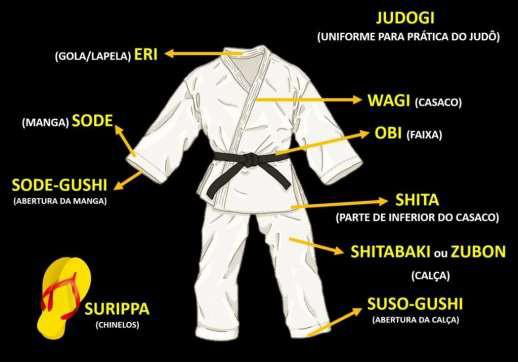 JUDOGI
(UNIFORME PARA PRÁTICA DO JUDÔ)
(GOLA/LAPELA) ERI
WAGI (CASACO)
(MANGA) SODE
OBI (FAIXA)
SODE-GUSHI
(ABERTURA DA MANGA)
SHITA
(PARTE DE INFERIOR DO CASACO)
SHITABAKI ou ZUBON
(CALÇA)
SURIPPA
(CHINELOS)
SUSO-GUSHI
(ABERTURA DA CALÇA)